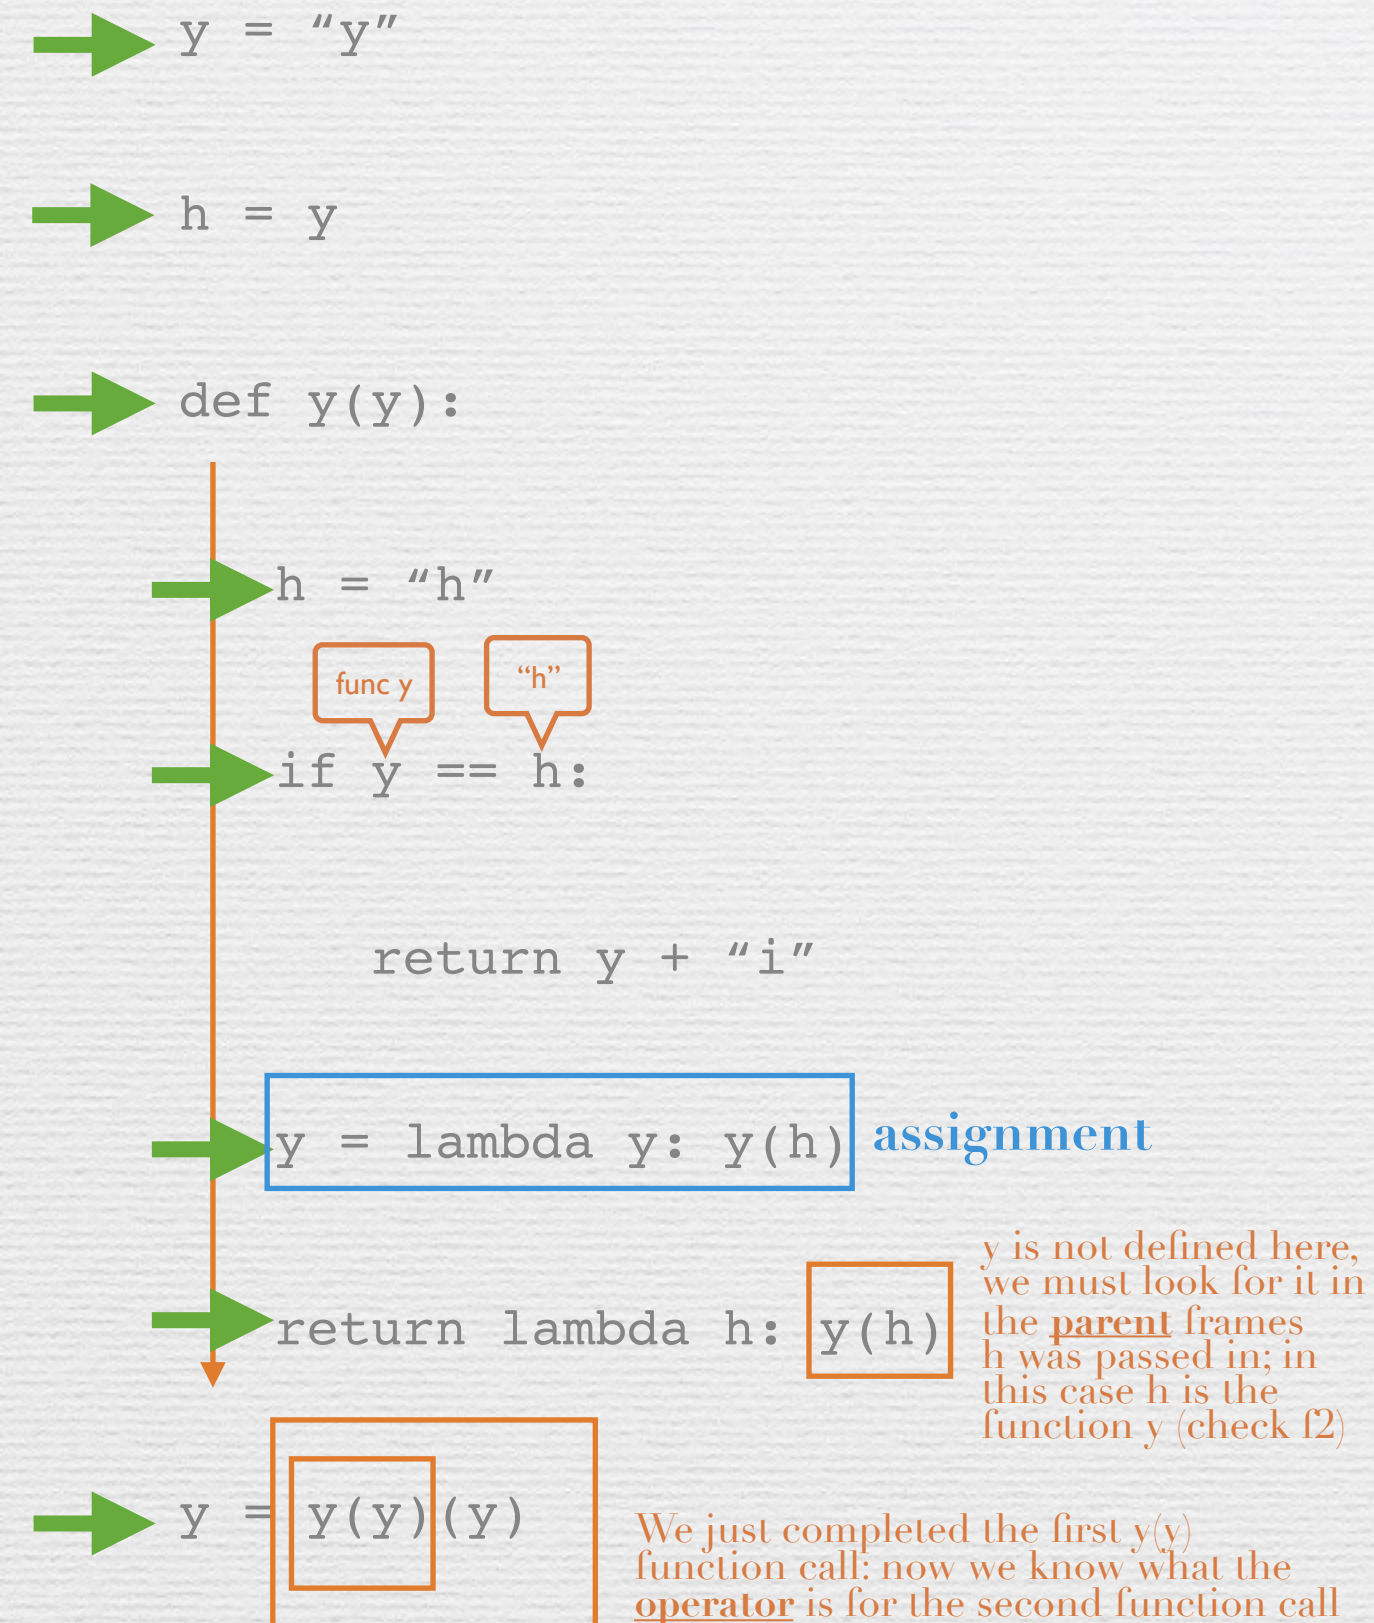 y = “y”
h = y
def y(y):
h = “h”
func y
“h”
if y == h:
return y + “i”
y = lambda y: y(h)
assignment
return lambda h: y(h)
y is not defined here,
we must look for it in
the parent frames
h was passed in; in
this case h is the
function y (check f2)
y = y(y)(y)
We just completed the first y(y)
function call: now we know what the
operator is for the second function call